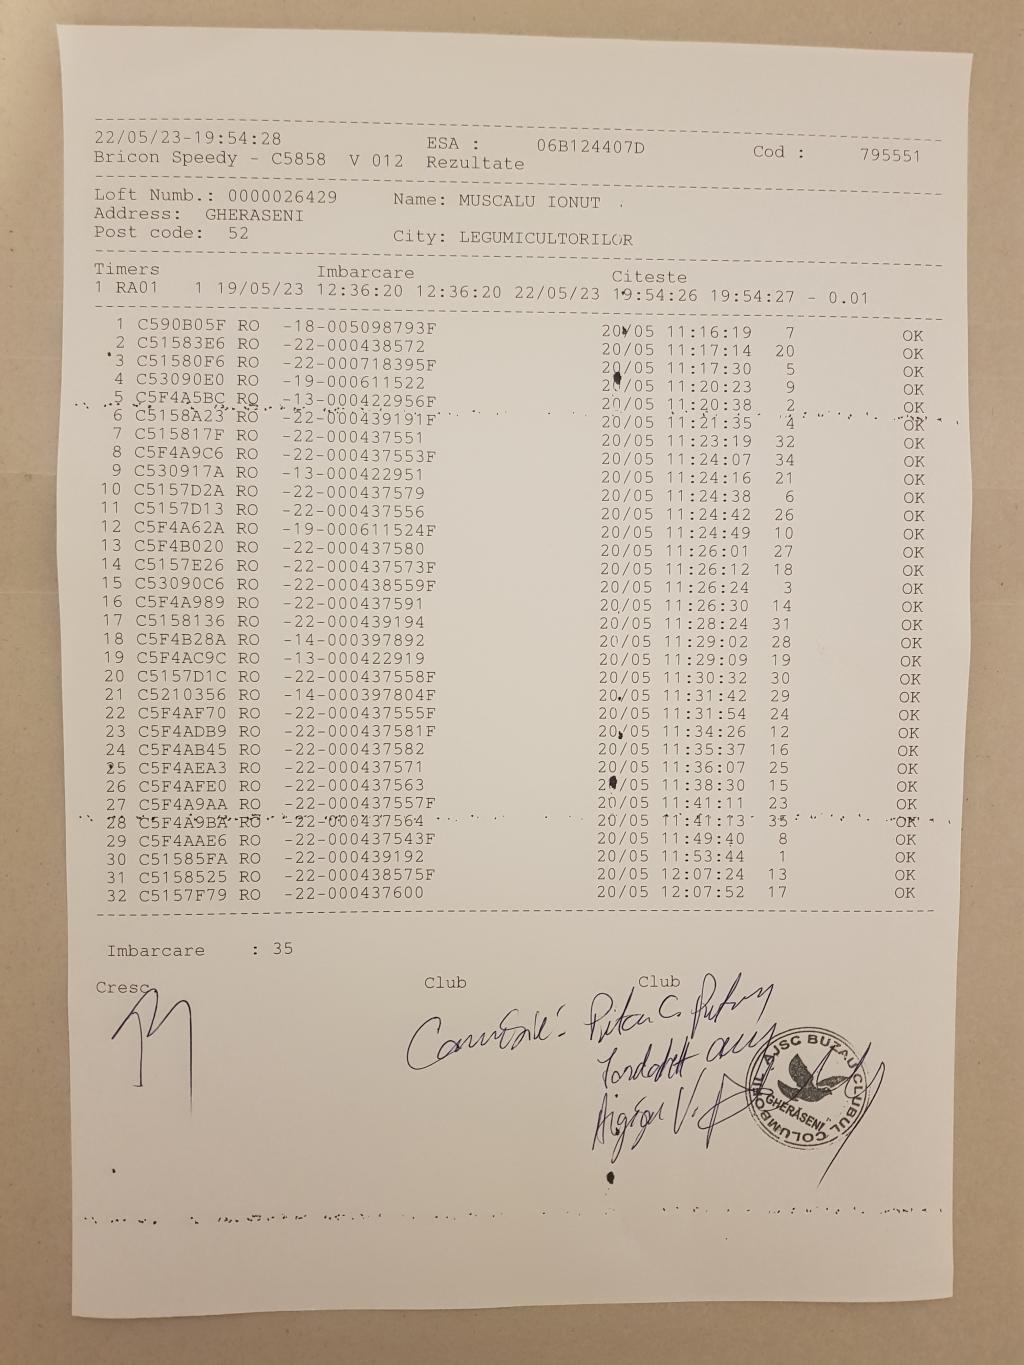 22/05/23-19:54:28 ESA : 06B124407D Cod : 795551
Bricon Speedy - C5858 V 012 Rezultate
Loft Numb.: 0000026429 Name: MUSCALU IONUT .
Address: GHERASENI
Post code: 52 City: LEGUMICULTORILOR
Timers Imbarcare Citeste
1 RA01 1 19/05/23 12:36:20 12:36:20 22/05/23 19:54:26 19:54:27 - 0.01
1 C590B05F RO -18-005098793F 20/05 11:16:19 7 OK
2 C51583E6 RO -22-000438572 20/05 11:17:14 20 OK
3 C51580F6 RO -22-000718395F 20/05 11:17:30 5 OK
4 C53090E0 RO -19-000611522 20/05 11:20:23 9 OK
5 C5F4A5BC RO -13-000422956F 20/05 11:20:38 2 OK
6 C5158A23 RO -22-000439191F 20/05 11:21:35 4 OK
7 C515817F RO -22-000437551 20/05 11:23:19 32 OK
8 C5F4A9C6 RO -22-000437553F 20/05 11:24:07 34 OK
9 C530917A RO -13-000422951 20/05 11:24:16 21 OK
10 C5157D2A RO -22-000437579 20/05 11:24:38 6 OK
11 C5157D13 RO -22-000437556 20/05 11:24:42 26 OK
12 C5F4A62A RO -19-000611524F 20/05 11:24:49 10 OK
13 C5F4B020 RO -22-000437580 20/05 11:26:01 27 OK
14 C5157E26 RO -22-000437573F 20/05 11:26:12 18 OK
15 C53090C6 RO -22-000438559F 20/05 11:26:24 3 OK
16 C5F4A989 RO -22-000437591 20/05 11:26:30 14 OK
17 C5158136 RO -22-000439194 20/05 11:28:24 31 OK
18 C5F4B28A RO -14-000397892 20/05 11:29:02 28 OK
19 C5F4AC9C RO -13-000422919 20/05 11:29:09 19 OK
20 C5157D1C RO -22-000437558F 20/05 11:30:32 30 OK
21 C5210356 RO -14-000397804F 20/05 11:31:42 29 OK
22 C5F4AF70 RO -22-000437555F 20/05 11:31:54 24 OK
23 C5F4ADB9 RO -22-000437581F 20/05 11:34:26 12 OK
24 C5F4AB45 RO -22-000437582 20/05 11:35:37 16 OK
25 C5F4AEA3 RO -22-000437571 20/05 11:36:07 25 OK
26 C5F4AFE0 RO -22-000437563 20/05 11:38:30 15 OK
27 C5F4A9AA RO -22-000437557F 20/05 11:41:11 23 OK
28 C5F4A9BA RO -22-000437564 20/05 11:41:13 35 OK
29 C5F4AAE6 RO -22-000437543F 20/05 11:49:40 8 OK
30 C51585FA RO -22-000439192 20/05 11:53:44 1 OK
31 C5158525 RO -22-000438575F 20/05 12:07:24 13 OK
32 C5157F79 RO -22-000437600 20/05 12:07:52 17 OK
Imbarcare : 35
Cresc. Club Club
AJSC BUZAU CLUBUL COLUMBOFIL
"GHERĂSENI"